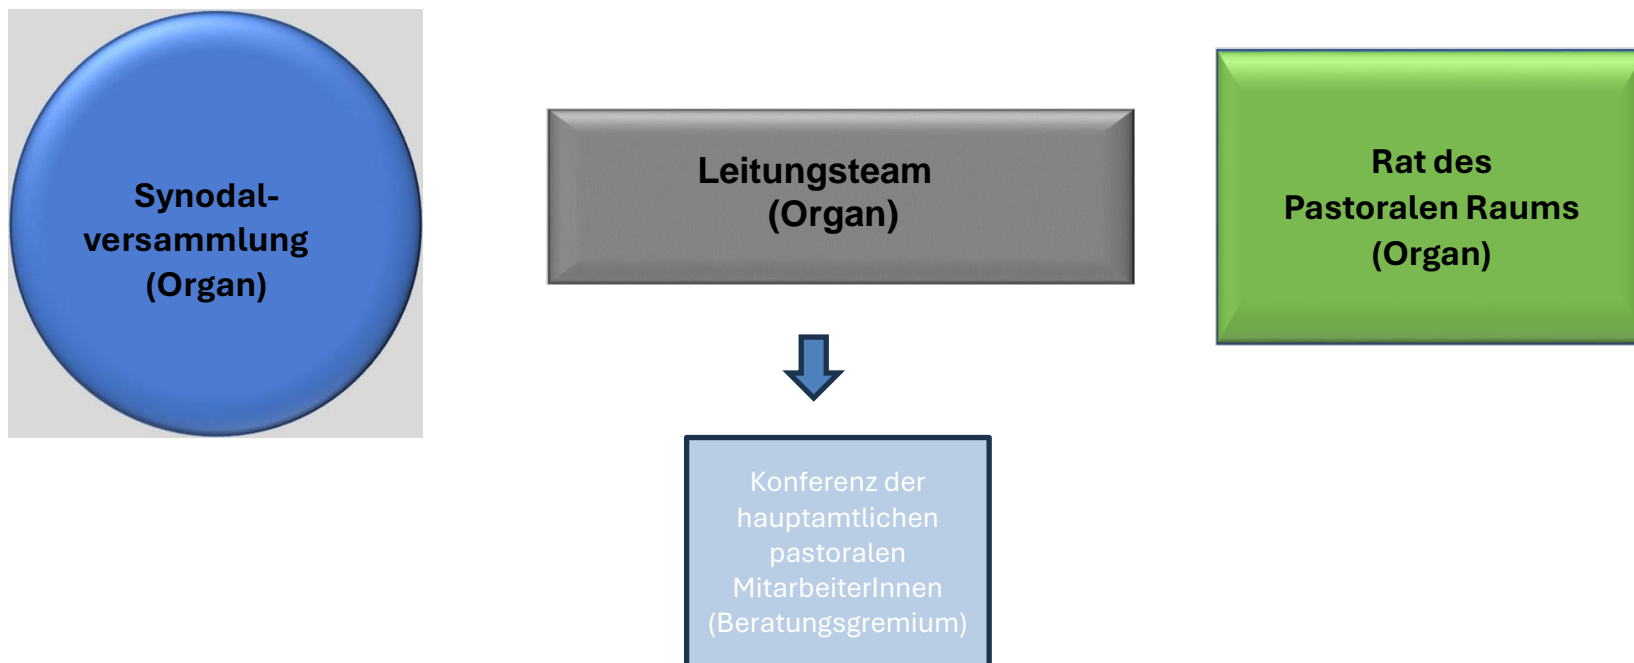 Synodal-
versammlung
(Organ)
Leitungsteam
(Organ)
Rat des
Pastoralen Raums
(Organ)
Konferenz der
hauptamtlichen
pastoralen
MitarbeiterInnen
(Beratungsgremium)